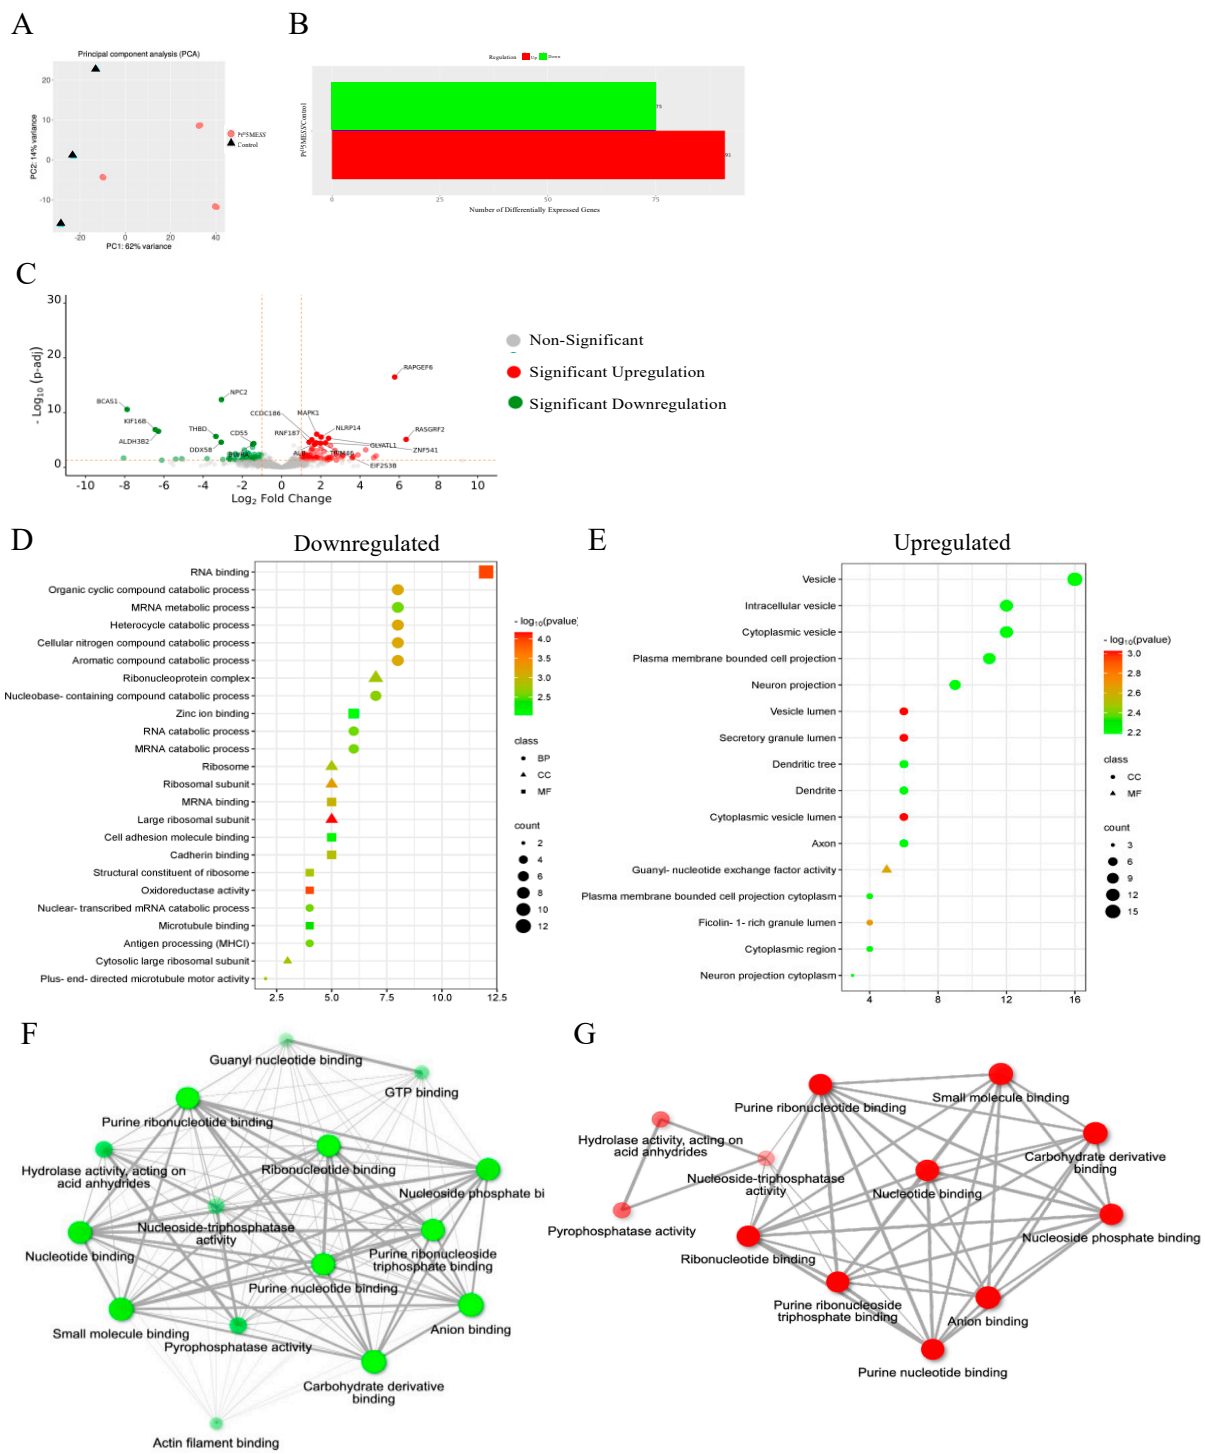 A
B
Principal component analysis (PCA)
20
10
0
-10
PC2: 14% variance
-20
0
20
40
PC1: 62% variance
Control
Regulation Up Down
75
91
0
25
50
75
Number of Differentially Expressed Genes
C
30
20
10
0
- Log10 (p-adj)
RAPGEF6
NPC2
BCAS1
CCDC186
MAPK1
KIF16B
THBD
CD55
RNF187
NLRP14
RASGRF2
ALDH3B2
DDX58
ALB
GLYATL1
ZNF541
EIF2S3B
-10
-8
-6
-4
-2
0
2
4
6
8
10
Log2 Fold Change
Non-Significant
Significant Upregulation
Significant Downregulation
D
Downregulated
RNA binding
Organic cyclic compound catabolic process
MRNA metabolic process
Heterocycle catabolic process
Cellular nitrogen compound catabolic process
Aromatic compound catabolic process
Ribonucleoprotein complex
Nucleobase- containing compound catabolic process
Zinc ion binding
RNA catabolic process
MRNA catabolic process
Ribosome
Ribosomal subunit
MRNA binding
Large ribosomal subunit
Cell adhesion molecule binding
Cadherin binding
Structural constituent of ribosome
Oxidoreductase activity
Nuclear- transcribed mRNA catabolic process
Microtubule binding
Antigen processing (MHCI)
Cytosolic large ribosomal subunit
Plus- end- directed microtubule motor activity
2.5
5.0
7.5
10.0
12.5
- log10(pvalue)
4.0
3.5
3.0
2.5
class
BP
CC
MF
count
2
4
6
8
10
12
E
Upregulated
Vesicle
Intracellular vesicle
Cytoplasmic vesicle
Plasma membrane bounded cell projection
Neuron projection
Vesicle lumen
Secretory granule lumen
Dendritic tree
Dendrite
Cytoplasmic vesicle lumen
Axon
Guanyl- nucleotide exchange factor activity
Plasma membrane bounded cell projection cytoplasm
Ficolin- 1- rich granule lumen
Cytoplasmic region
Neuron projection cytoplasm
4
8
12
16
- log10(pvalue)
3.0
2.8
2.6
2.4
2.2
class
CC
MF
count
3
6
9
12
15
F
Guanyl nucleotide binding
GTP binding
Purine ribonucleotide binding
Hydrolase activity, acting on
acid anhydrides
Ribonucleotide binding
Nucleoside phosphate bi
Nucleoside-triphosphatase
activity
Nucleotide binding
Purine ribonucleoside
triphosphate binding
Purine nucleotide binding
Small molecule binding
Pyrophosphatase activity
Anion binding
Carbohydrate derivative
binding
Actin filament binding
G
Small molecule binding
Purine ribonucleotide binding
Hydrolase activity, acting on
acid anhydrides
Carbohydrate derivative
binding
Nucleoside-triphosphatase
activity
Nucleotide binding
Pyrophosphatase activity
Nucleoside phosphate binding
Ribonucleotide binding
Purine ribonucleoside
triphosphate binding
Anion binding
Purine nucleotide binding